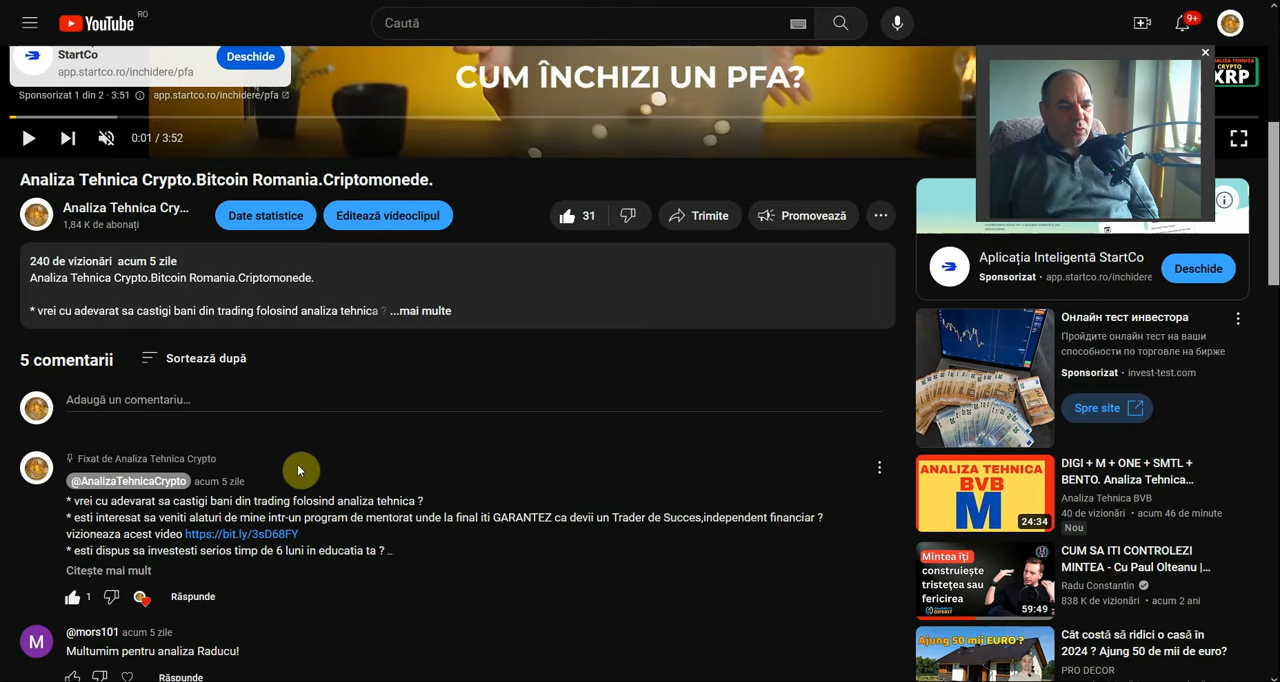 YouTube RO
Caută
9+
StartCo
app.startco.ro/inchidere/pfa
Deschide
Sponsorizat 1 din 2 · 3:51 app.startco.ro/inchidere/pfa
CUM ÎNCHIZI UN PFA?
ANALIZA TEHNICA
CRYPTO
XRP
0:01 / 3:52
Analiza Tehnica Crypto.Bitcoin Romania.Criptomonede.
Analiza Tehnica Cry...
1,84 K de abonați
Date statistice
Editează videoclipul
31
Trimite
Promovează
240 de vizionări acum 5 zile
Analiza Tehnica Crypto.Bitcoin Romania.Criptomonede.
* vrei cu adevarat sa castigi bani din trading folosind analiza tehnica ? ...mai multe
5 comentarii
Sortează după
Adaugă un comentariu...
Fixat de Analiza Tehnica Crypto
@AnalizaTehnicaCrypto acum 5 zile
* vrei cu adevarat sa castigi bani din trading folosind analiza tehnica ?
* esti interesat sa veniti alaturi de mine intr-un program de mentorat unde la final iti GARANTEZ ca devii un Trader de Succes,independent financiar ?
vizioneaza acest video https://bit.ly/3sD68FY
* esti dispus sa investesti serios timp de 6 luni in educatia ta ? ..
Citește mai mult
1
Răspunde
M
@mors101 acum 5 zile
Multumim pentru analiza Raducu!
Răspunde
Aplicația Inteligentă StartCo
Sponsorizat · app.startco.ro/inchidere
Deschide
Онлайн тест инвестора
Пройдите онлайн тест на ваши
способности по торговле на бирже
Sponsorizat · invest-test.com
Spre site
ANALIZA TEHNICA
BVB
M
24:34
DIGI + M + ONE + SMTL +
BENTO. Analiza Tehnica...
Analiza Tehnica BVB
40 de vizionări · acum 46 de minute
Nou
Mintea îți
construiește
tristețea sau
fericirea
59:49
CUM SA ITI CONTROLEZI
MINTEA - Cu Paul Olteanu |...
Radu Constantin
838 K de vizionări · acum 2 ani
Ajung 50 mii EURO ?
Cât costă să ridici o casă în
2024 ? Ajung 50 de mii de euro?
PRO DECOR